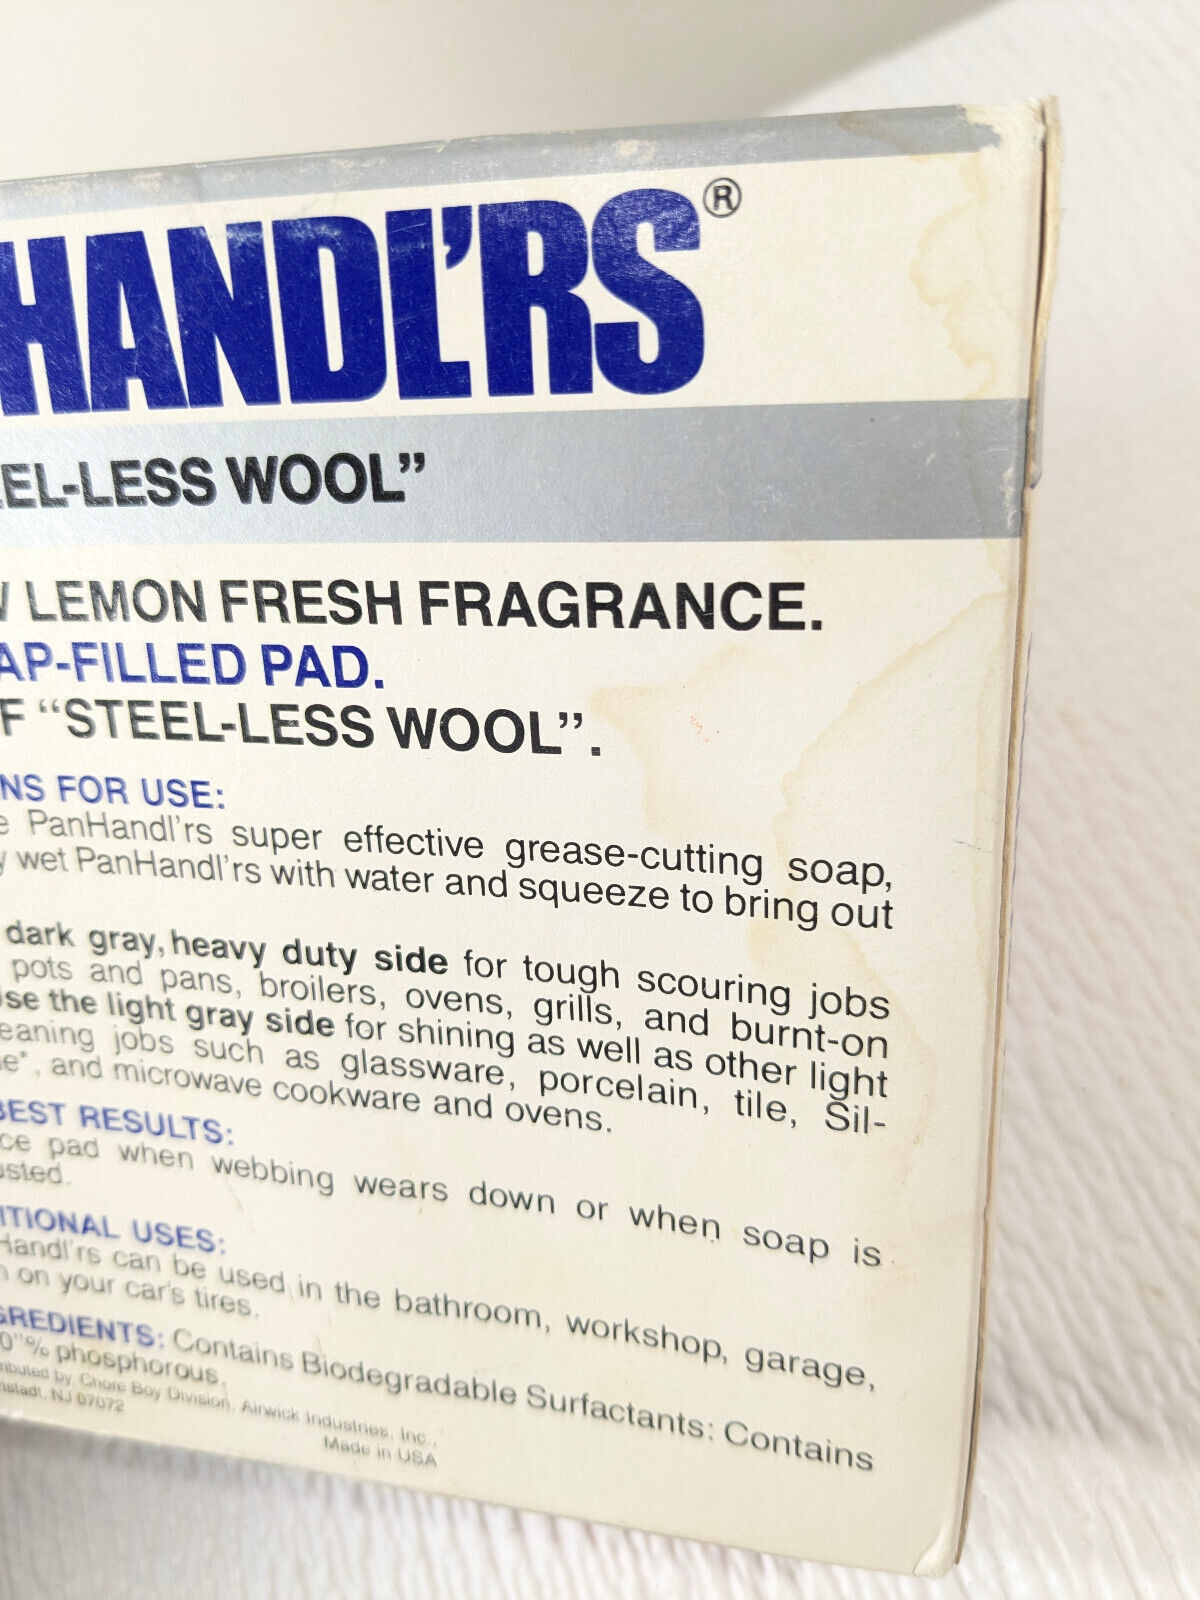 HANDL'RS®
EL-LESS WOOL”
LEMON FRESH FRAGRANCE.
AP-FILLED PAD.
F “STEEL-LESS WOOL”.
NS FOR USE:
e PanHandl'rs super effective grease-cutting soap,
y wet PanHandl'rs with water and squeeze to bring out
dark gray, heavy duty side for tough scouring jobs
pots and pans, broilers, ovens, grills, and burnt-on
se the light gray side for shining as well as other light
eaning jobs such as glassware, porcelain, tile, Sil-
e*, and microwave cookware and ovens.
BEST RESULTS:
ce pad when webbing wears down or when soap is
usted.
ITIONAL USES:
Handl'rs can be used in the bathroom, workshop, garage,
n on your car's tires.
GREDIENTS: Contains Biodegradable Surfactants: Contains
0"% phosphorous.
ributed by, Chore Boy Division, Airwick Industries, Inc.,
lstadt, NJ 07072
Made in USA